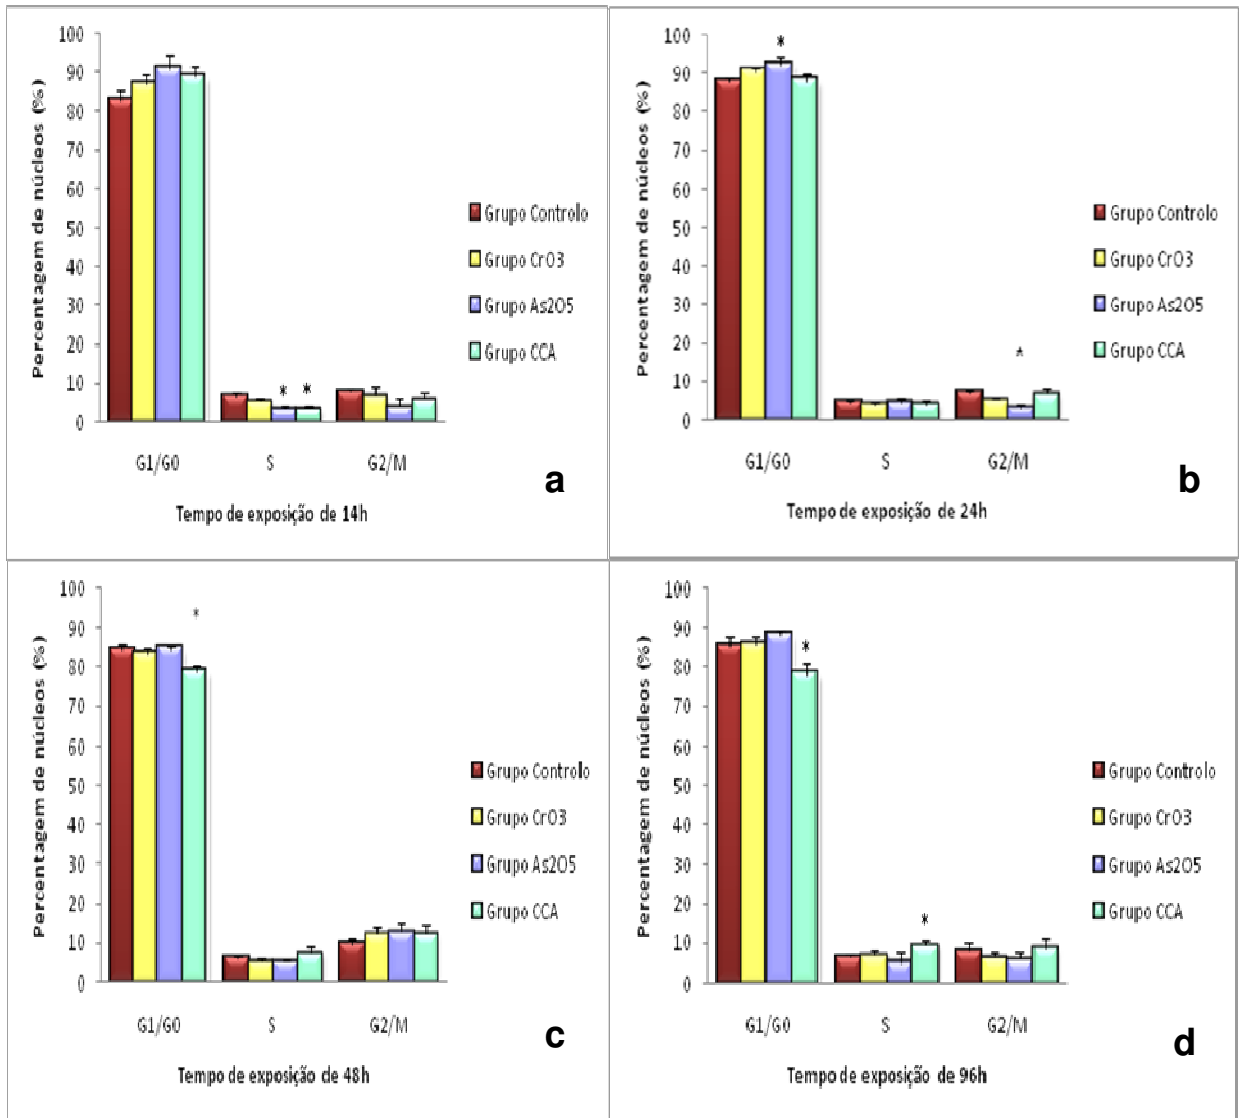 Percentagem de núcleos (%)
100
90
80
70
60
50
40
30
20
10
0
*
*
G1/G0
S
G2/M
Tempo de exposição de 14h
Grupo Controlo
Grupo CrO3
Grupo As2O5
Grupo CCA
a
Percentagem de núcleos (%)
100
90
80
70
60
50
40
30
20
10
0
*
*
G1/G0
S
G2/M
Tempo de exposição de 24h
Grupo Controlo
Grupo CrO3
Grupo As2O5
Grupo CCA
b
Percentagem de núcleos (%)
100
90
80
70
60
50
40
30
20
10
0
*
G1/G0
S
G2/M
Tempo de exposição de 48h
Grupo Controlo
Grupo CrO3
Grupo As2O5
Grupo CCA
c
Percentagem de núcleos (%)
100
90
80
70
60
50
40
30
20
10
0
*
*
G1/G0
S
G2/M
Tempo de exposição de 96h
Grupo Controlo
Grupo CrO3
Grupo As2O5
Grupo CCA
d